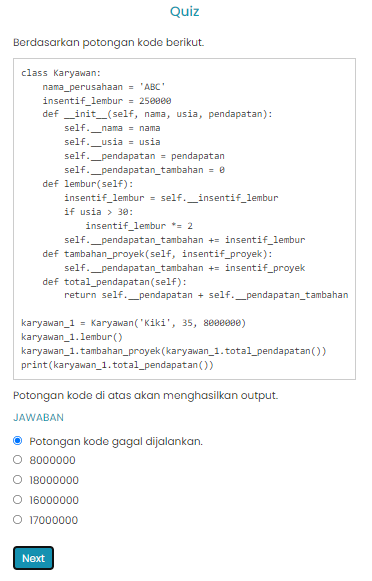 Quiz
Berdasarkan potongan kode berikut.
class Karyawan:
    nama_perusahaan = 'ABC'
    insentif_lembur = 250000
    def __init__(self, nama, usia, pendapatan):
        self.__nama = nama
        self.__usia = usia
        self.__pendapatan = pendapatan
        self.__pendapatan_tambahan = 0
    def lembur(self):
        insentif_lembur = self.__insentif_lembur
        if usia > 30:
            insentif_lembur *= 2
        self.__pendapatan_tambahan += insentif_lembur
    def tambahan_proyek(self, insentif_proyek):
        self.__pendapatan_tambahan += insentif_proyek
    def total_pendapatan(self):
        return self.__pendapatan + self.__pendapatan_tambahan
karyawan_1 = Karyawan('Kiki', 35, 8000000)
karyawan_1.lembur()
karyawan_1.tambahan_proyek(karyawan_1.total_pendapatan())
print(karyawan_1.total_pendapatan())
Potongan kode di atas akan menghasilkan output.
JAWABAN
Potongan kode gagal dijalankan.
8000000
18000000
16000000
17000000
Next